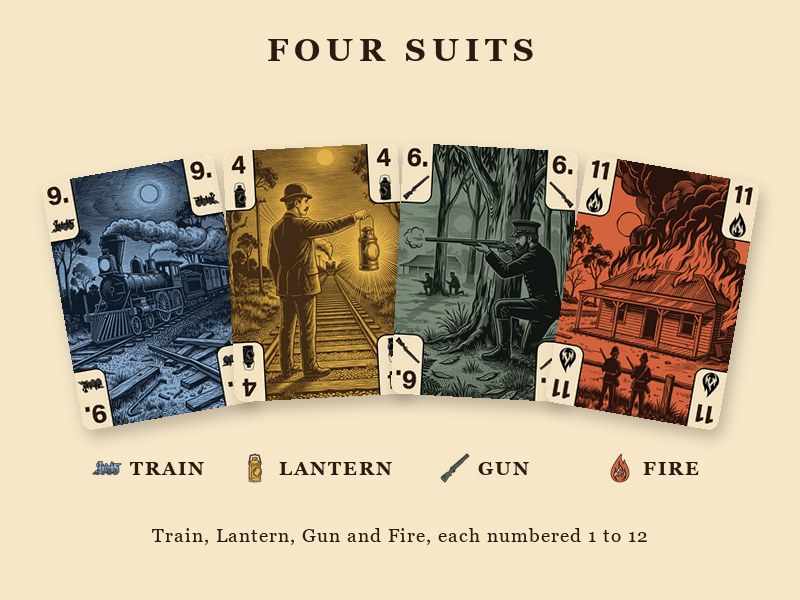 FOUR SUITS
9. 9. 4 4 6. 6. 11 11
9. 4 6. 11 11
TRAIN LANTERN GUN FIRE
Train, Lantern, Gun and Fire, each numbered 1 to 12